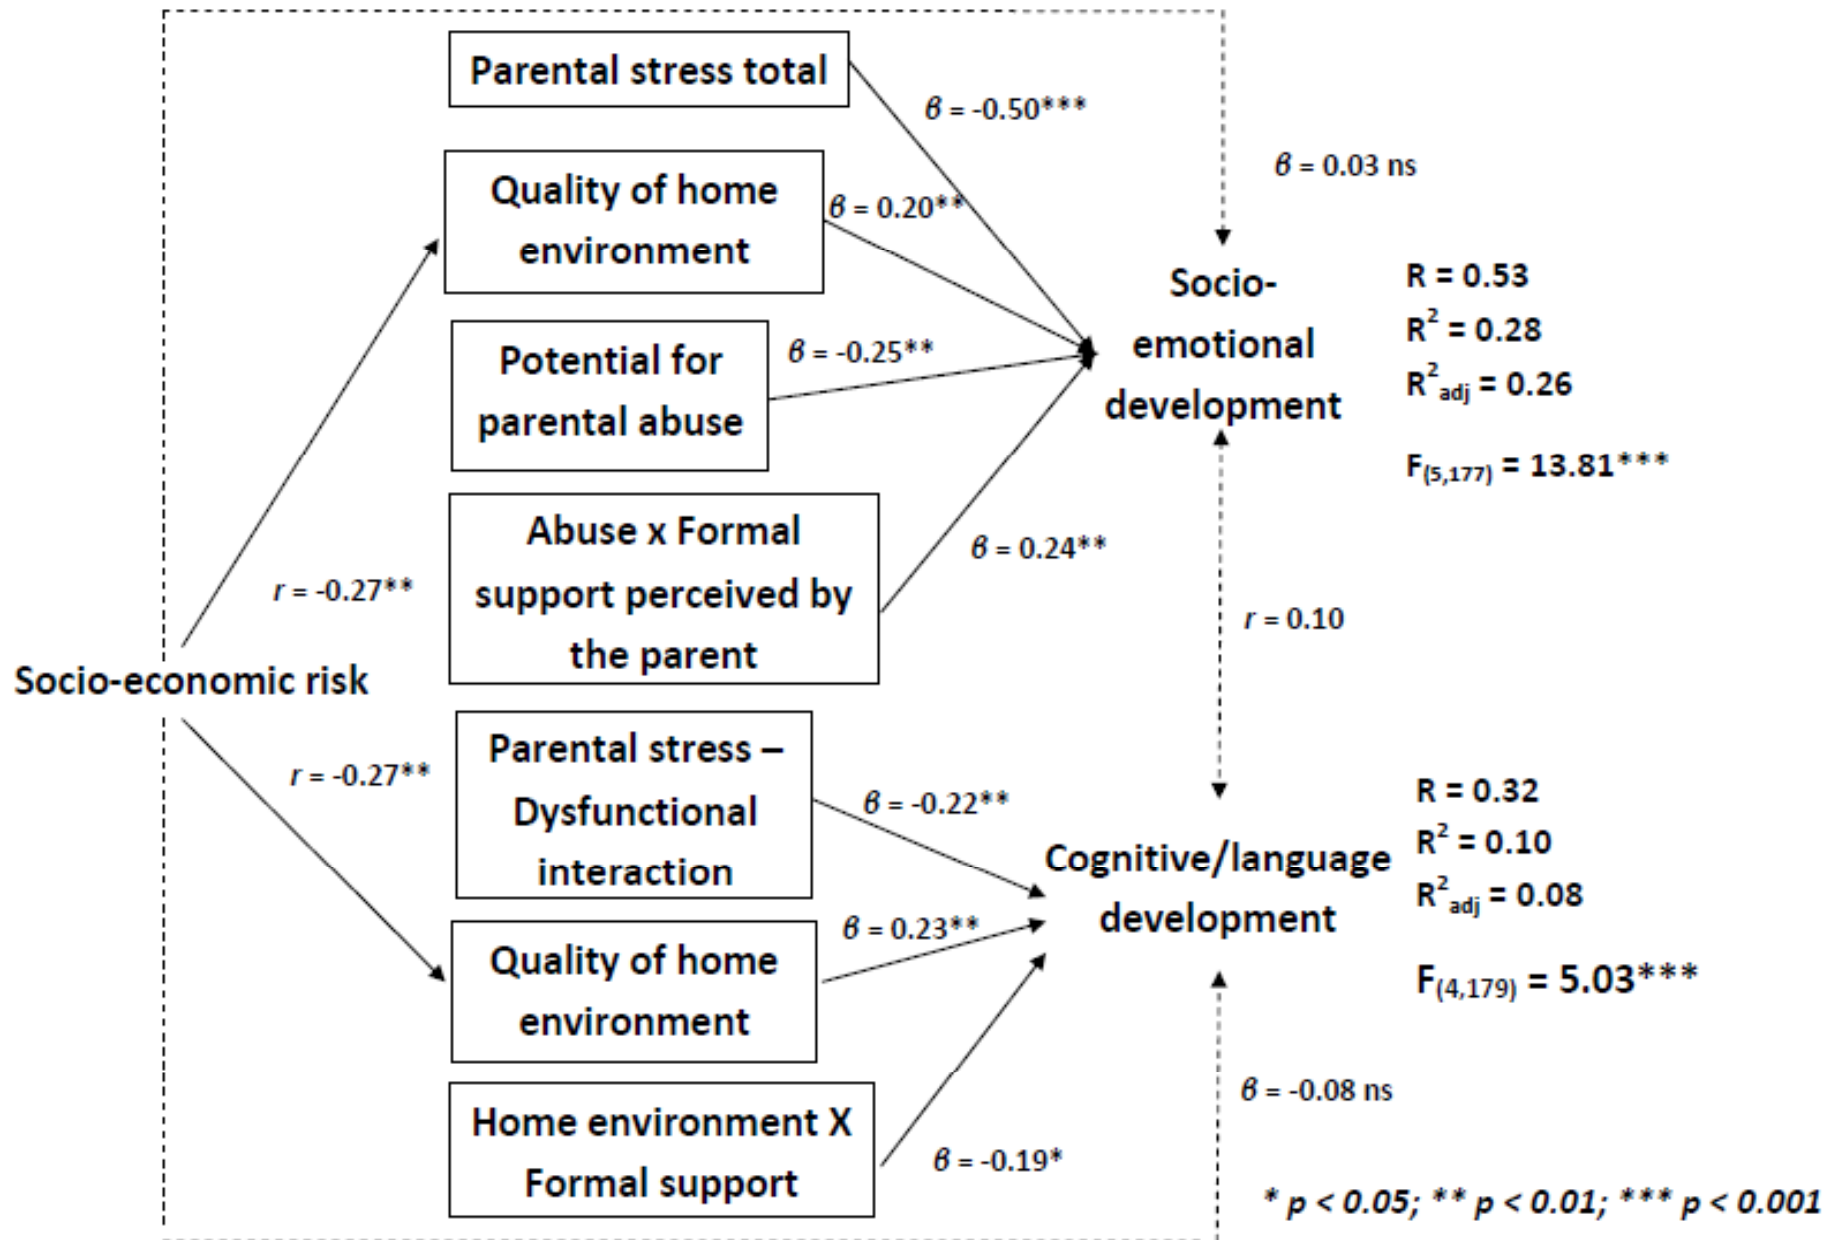 Parental stress total
β = -0.50***
Quality of home
environment
β = 0.20**
β = 0.03 ns
Potential for
parental abuse
β = -0.25**
Socio-
emotional
development
R = 0.53
R² = 0.28
R²adj = 0.26
F(5,177) = 13.81***
Abuse x Formal
support perceived by
the parent
β = 0.24**
r = -0.27**
r = 0.10
Socio-economic risk
r = -0.27**
Parental stress –
Dysfunctional
interaction
β = -0.22**
Cognitive/language
development
R = 0.32
R² = 0.10
R²adj = 0.08
F(4,179) = 5.03***
Quality of home
environment
β = 0.23**
Home environment X
Formal support
β = -0.19*
β = -0.08 ns
* p < 0.05; ** p < 0.01; *** p < 0.001